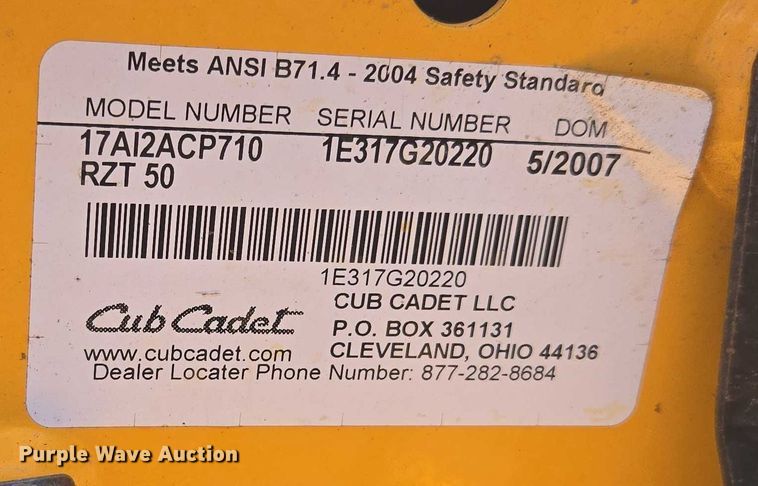 Meets ANSI B71.4 - 2004 Safety Standard
MODEL NUMBER SERIAL NUMBER DOM
17AI2ACP710 1E317G20220 5/2007
RZT 50
1E317G20220
Cub Cadet CUB CADET LLC
P.O. BOX 361131
www.cubcadet.com CLEVELAND, OHIO 44136
Dealer Locater Phone Number: 877-282-8684
Purple Wave Auction